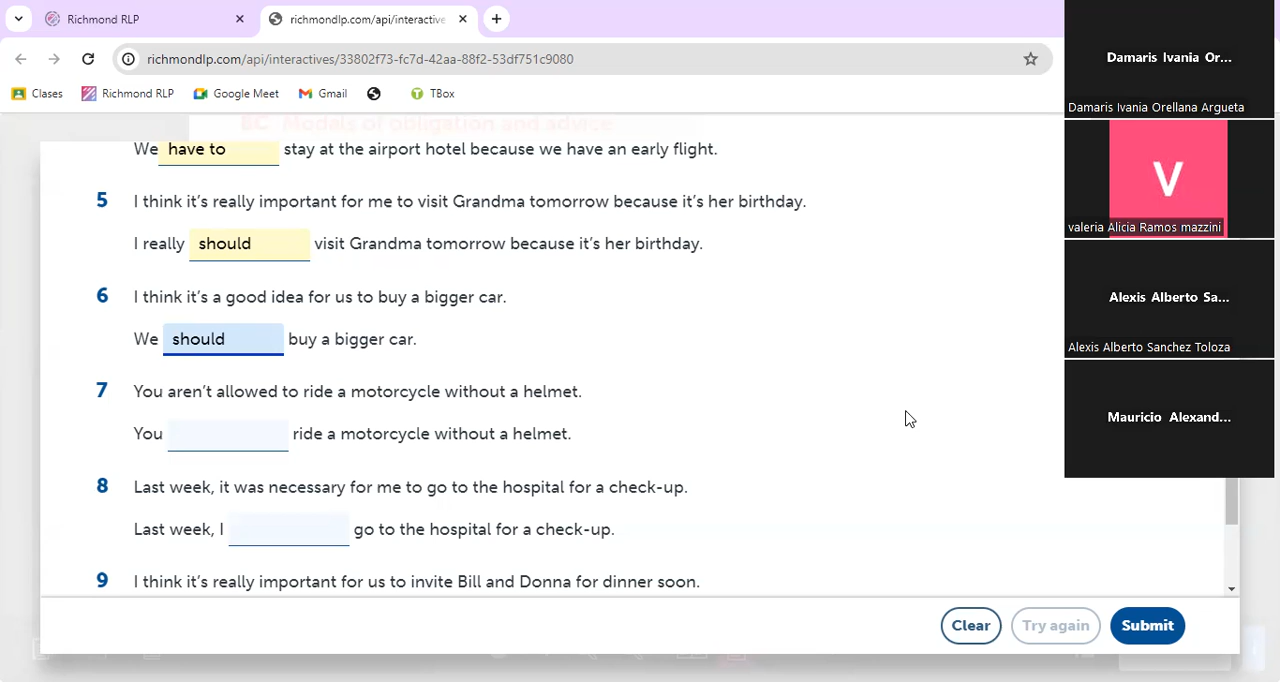 Richmond RLP
richmondlp.com/api/interactive
richmondlp.com/api/interactives/33802f73-fc7d-42aa-88f2-53df751c9080
Clases
Richmond RLP
Google Meet
Gmail
TBox
EC Modals of obligation and advice
We have to stay at the airport hotel because we have an early flight.
5 I think it's really important for me to visit Grandma tomorrow because it's her birthday.
I really should visit Grandma tomorrow because it's her birthday.
6 I think it's a good idea for us to buy a bigger car.
We should buy a bigger car.
7 You aren't allowed to ride a motorcycle without a helmet.
You ride a motorcycle without a helmet.
8 Last week, it was necessary for me to go to the hospital for a check-up.
Last week, I go to the hospital for a check-up.
9 I think it's really important for us to invite Bill and Donna for dinner soon.
Clear
Try again
Submit
Damaris Ivania Or...
Damaris Ivania Orellana Argueta
V
valeria Alicia Ramos mazzini
Alexis Alberto Sa...
Alexis Alberto Sanchez Toloza
Mauricio Alexand...